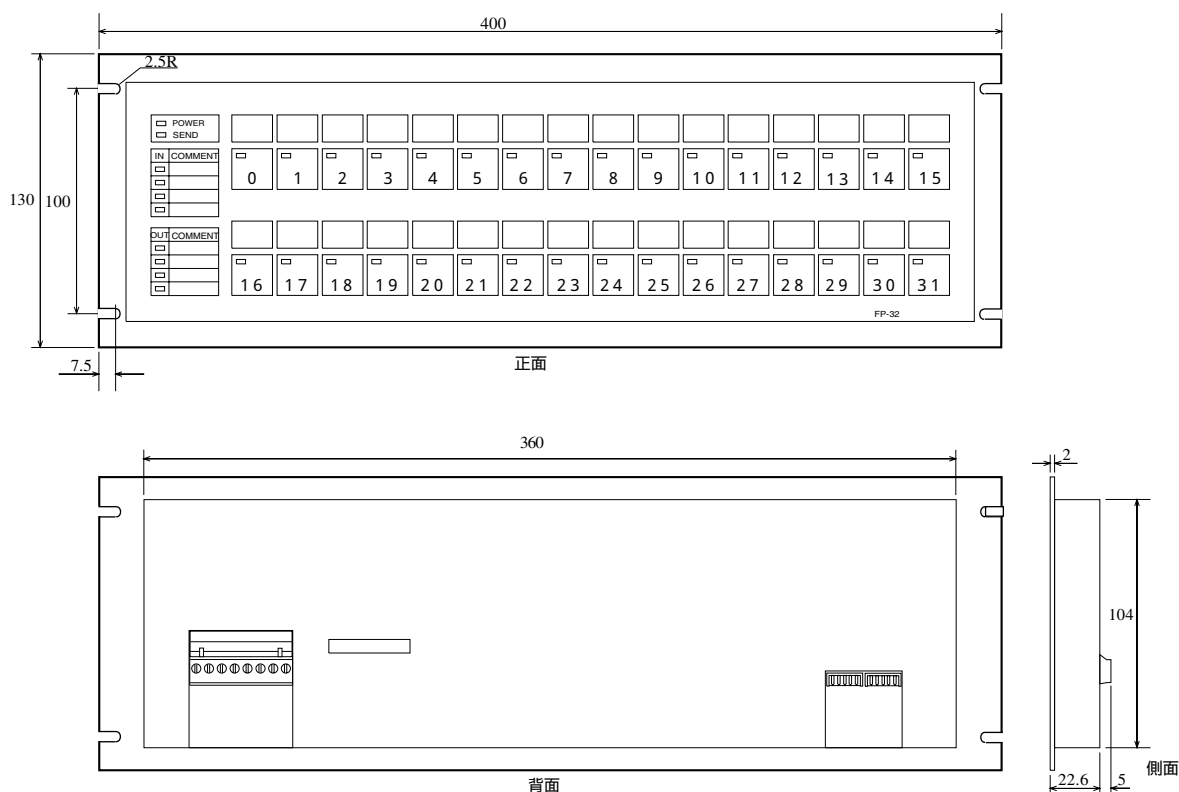 400
2.5R
POWER
SEND
IN COMMENT
0 1 2 3 4 5 6 7 8 9 10 11 12 13 14 15
130
100
OUT COMMENT
16 17 18 19 20 21 22 23 24 25 26 27 28 29 30 31
FP-32
7.5
正面
360
2
104
22.6
5
側面
背面